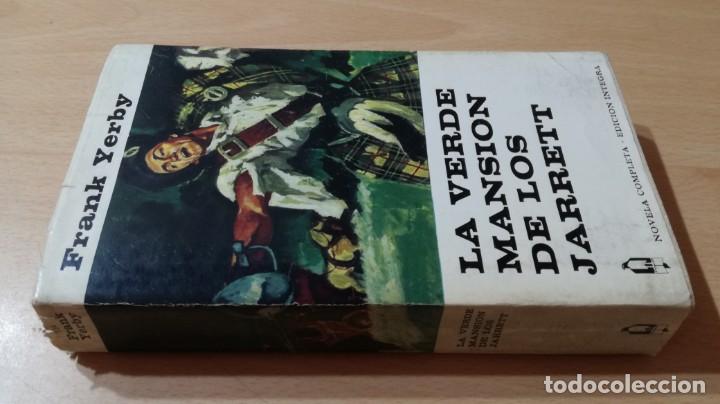 Frank Yerby
LA VERDE
MANSION
DE LOS
JARRETT
NOVELA COMPLETA - EDICION INTEGRA
Frank
Yerby
LA VERDE
MANSION
DE LOS
JARRETT
todocoleccion.net